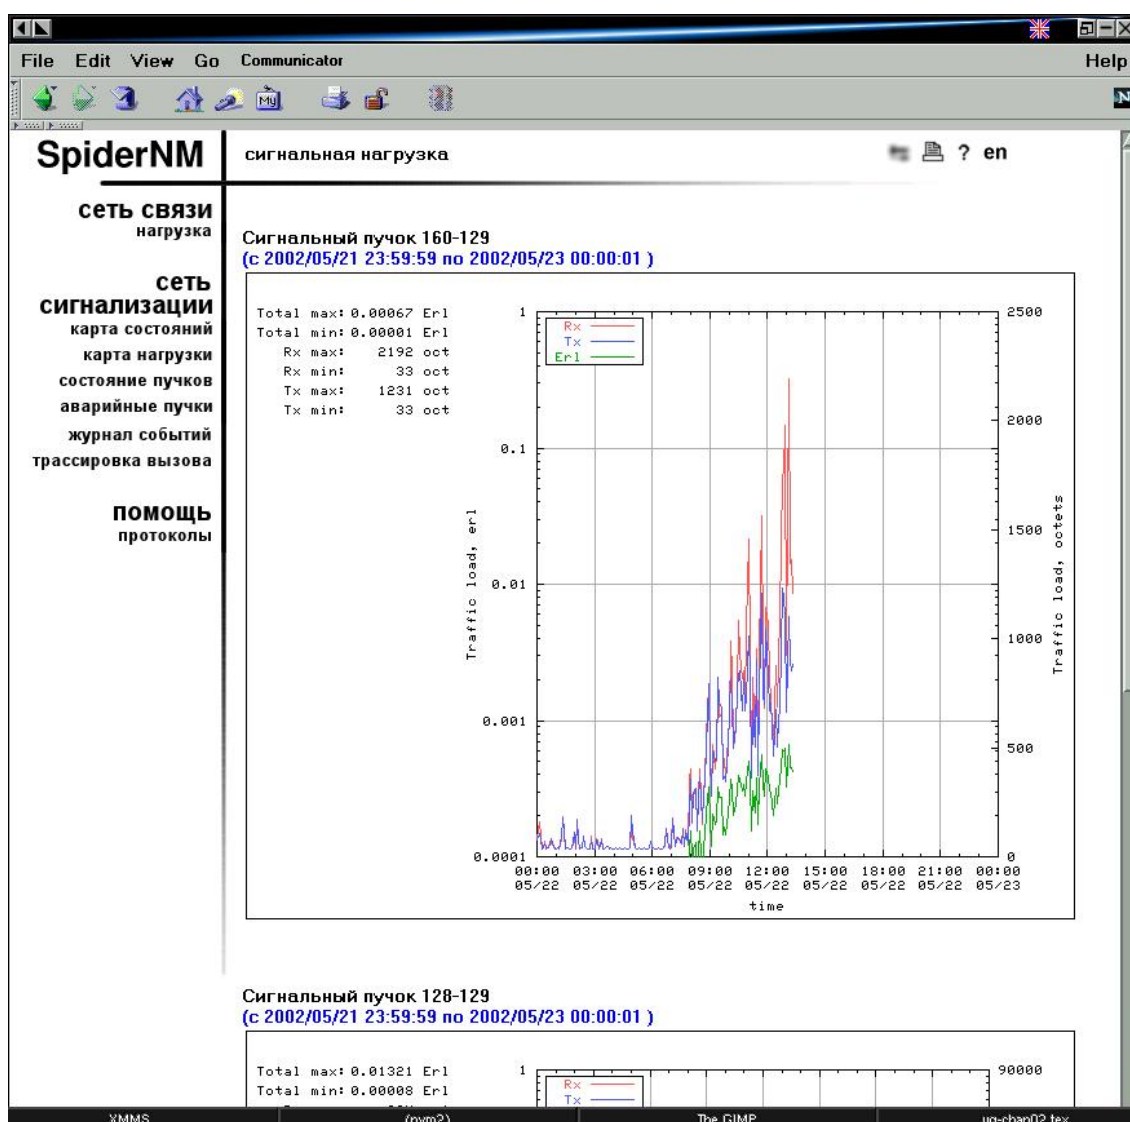 File Edit View Go Communicator Help
My
N
SpiderNM
сигнальная нагрузка
? en
сеть связи
нагрузка
сеть
сигнализации
карта состояний
карта нагрузки
состояние пучков
аварийные пучки
журнал событий
трассировка вызова
помощь
протоколы
Сигнальный пучок 160-129
(с 2002/05/21 23:59:59 по 2002/05/23 00:00:01 )
Total max: 0.00067 Erl
Total min: 0.00001 Erl
Rx max: 2192 oct
Rx min: 33 oct
Tx max: 1231 oct
Tx min: 33 oct
Rx
Tx
Erl
1
0.1
0.01
0.001
0.0001
Traffic load, erl
2500
2000
1500
1000
500
0
Traffic load, octets
00:00 03:00 06:00 09:00 12:00 15:00 18:00 21:00 00:00
05/22 05/22 05/22 05/22 05/22 05/22 05/22 05/22 05/23
time
Сигнальный пучок 128-129
(с 2002/05/21 23:59:59 по 2002/05/23 00:00:01 )
Total max: 0.01321 Erl
Total min: 0.00008 Erl
1
Rx
Tx
90000
XMMS (pvm2) The GIMP ug-chap02.tex